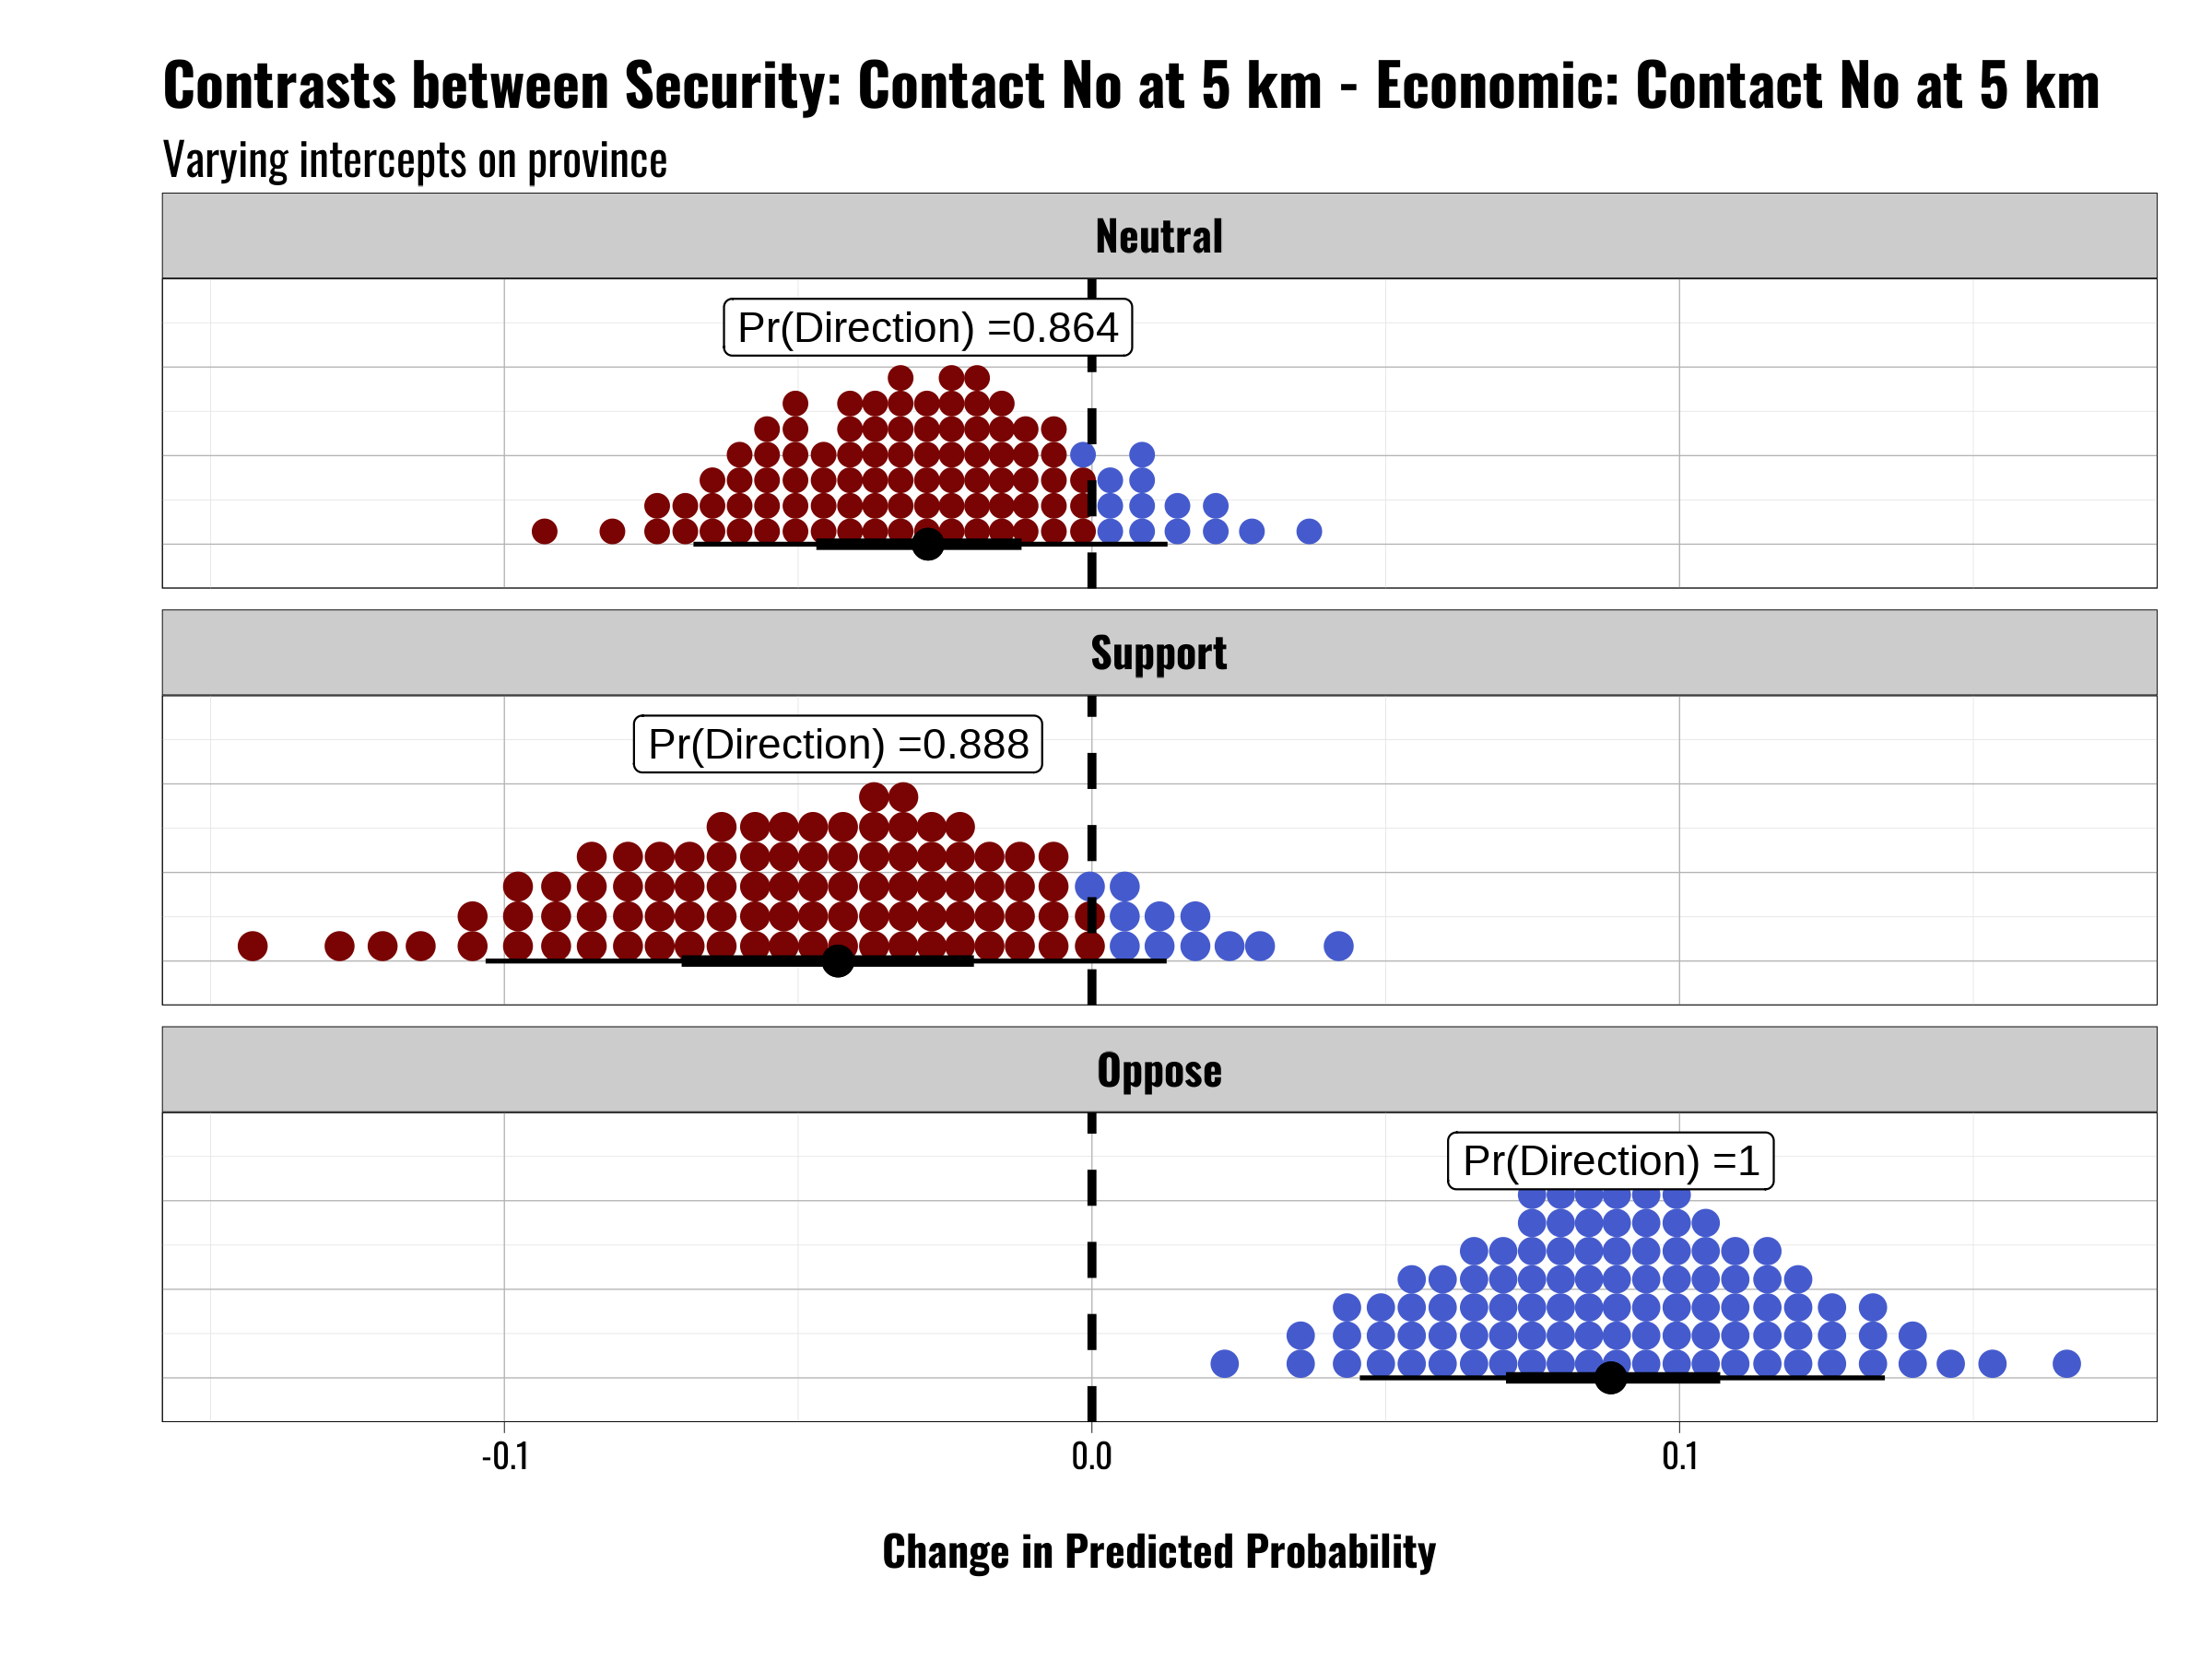 Contrasts between Security: Contact No at 5 km - Economic: Contact No at 5 km
Varying intercepts on province
Neutral
Pr(Direction) =0.864
Support
Pr(Direction) =0.888
Oppose
Pr(Direction) =1
-0.1 0.0 0.1
Change in Predicted Probability